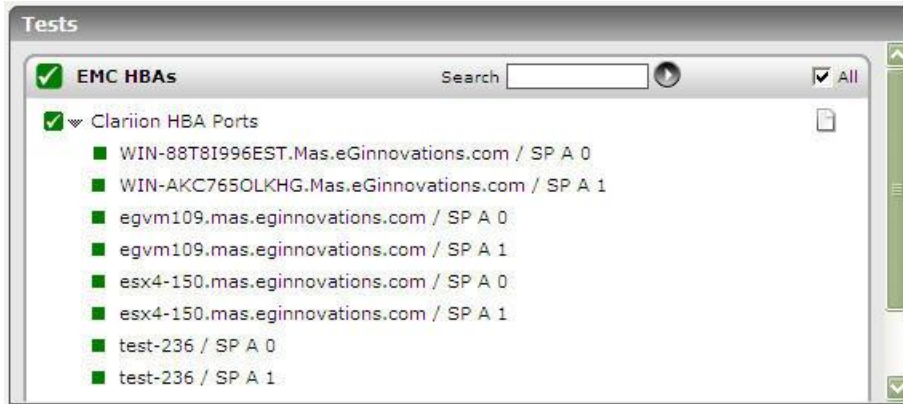 Tests
EMC HBAs Search All
Clariion HBA Ports
WIN-88T8I996EST.Mas.eGinnovations.com / SP A 0
WIN-AKC765OLKHG.Mas.eGinnovations.com / SP A 1
egvm109.mas.eginnovations.com / SP A 0
egvm109.mas.eginnovations.com / SP A 1
esx4-150.mas.eginnovations.com / SP A 0
esx4-150.mas.eginnovations.com / SP A 1
test-236 / SP A 0
test-236 / SP A 1